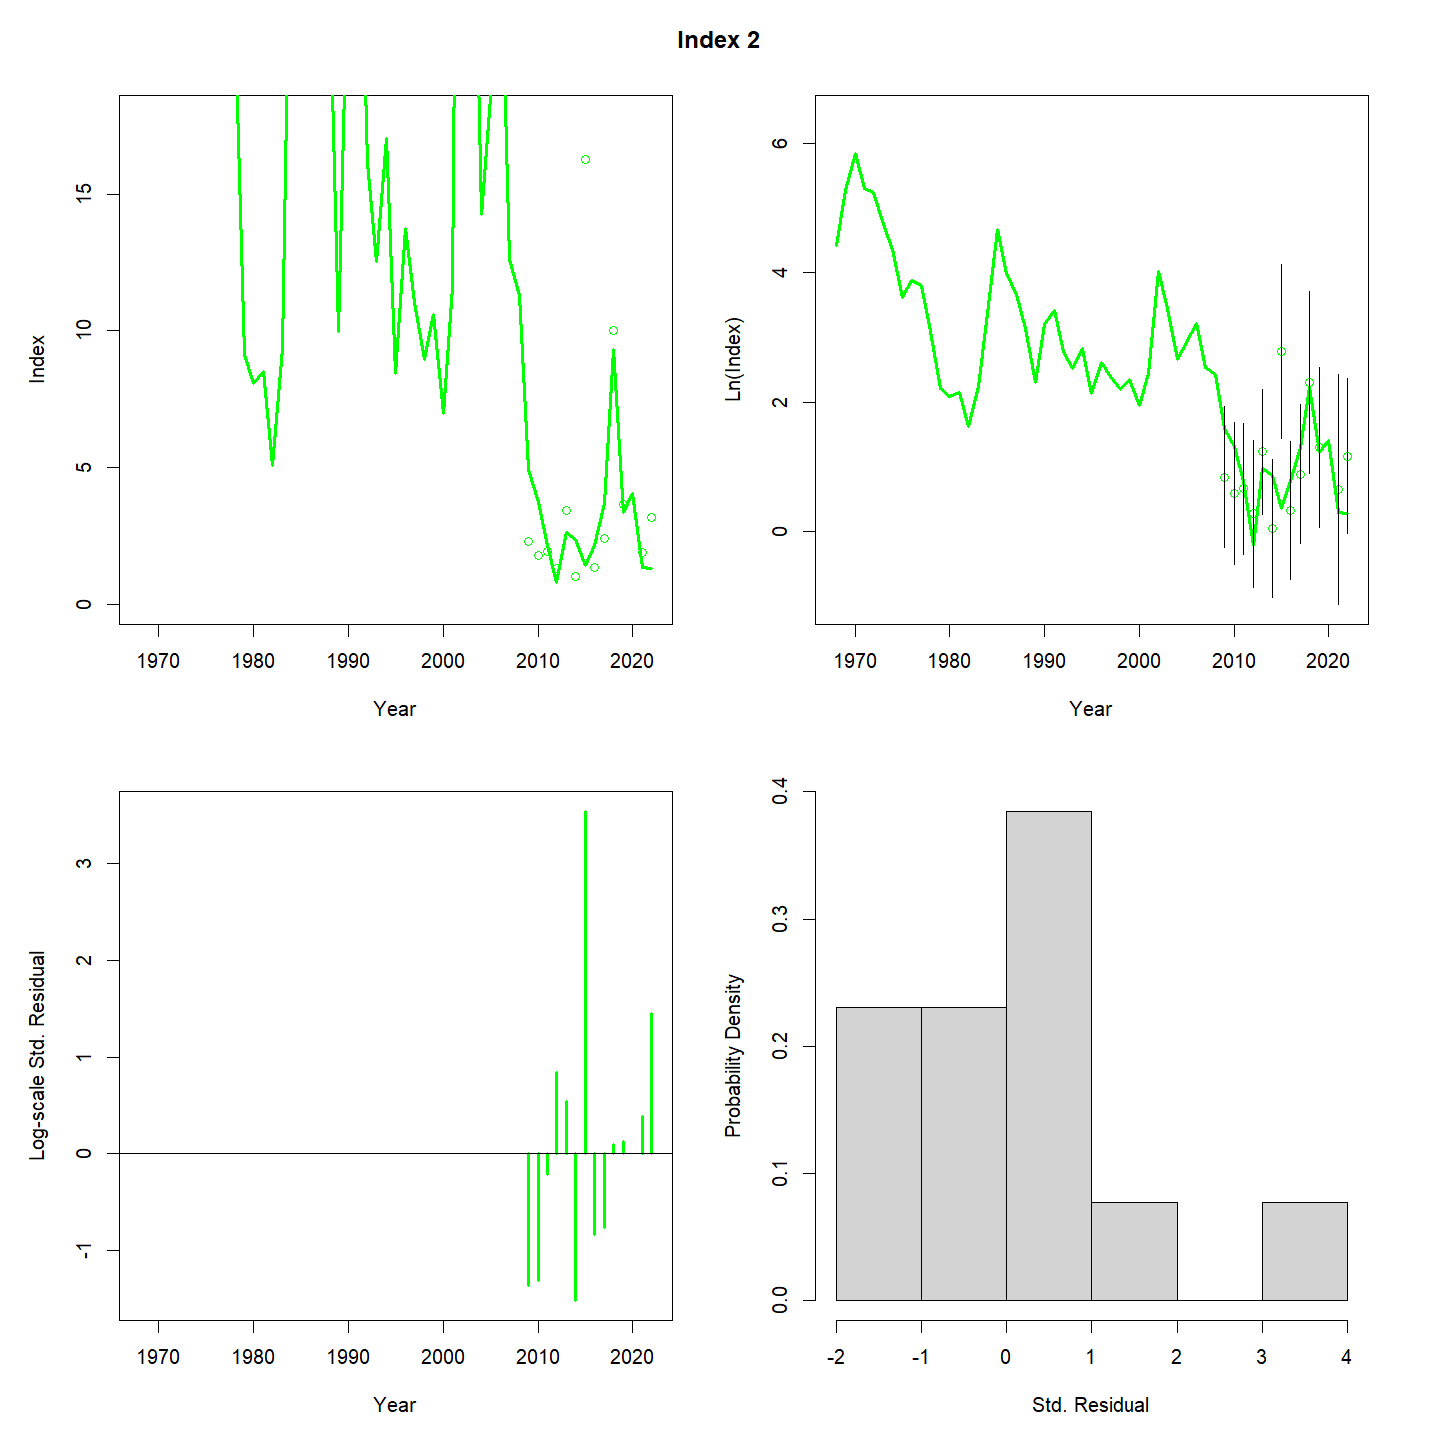 Index 2
Index
15
10
5
0
1970 1980 1990 2000 2010 2020
Year
Ln(Index)
6
4
2
0
1970 1980 1990 2000 2010 2020
Year
Log-scale Std. Residual
3
2
1
0
-1
1970 1980 1990 2000 2010 2020
Year
Probability Density
0.4
0.3
0.2
0.1
0.0
-2 -1 0 1 2 3 4
Std. Residual